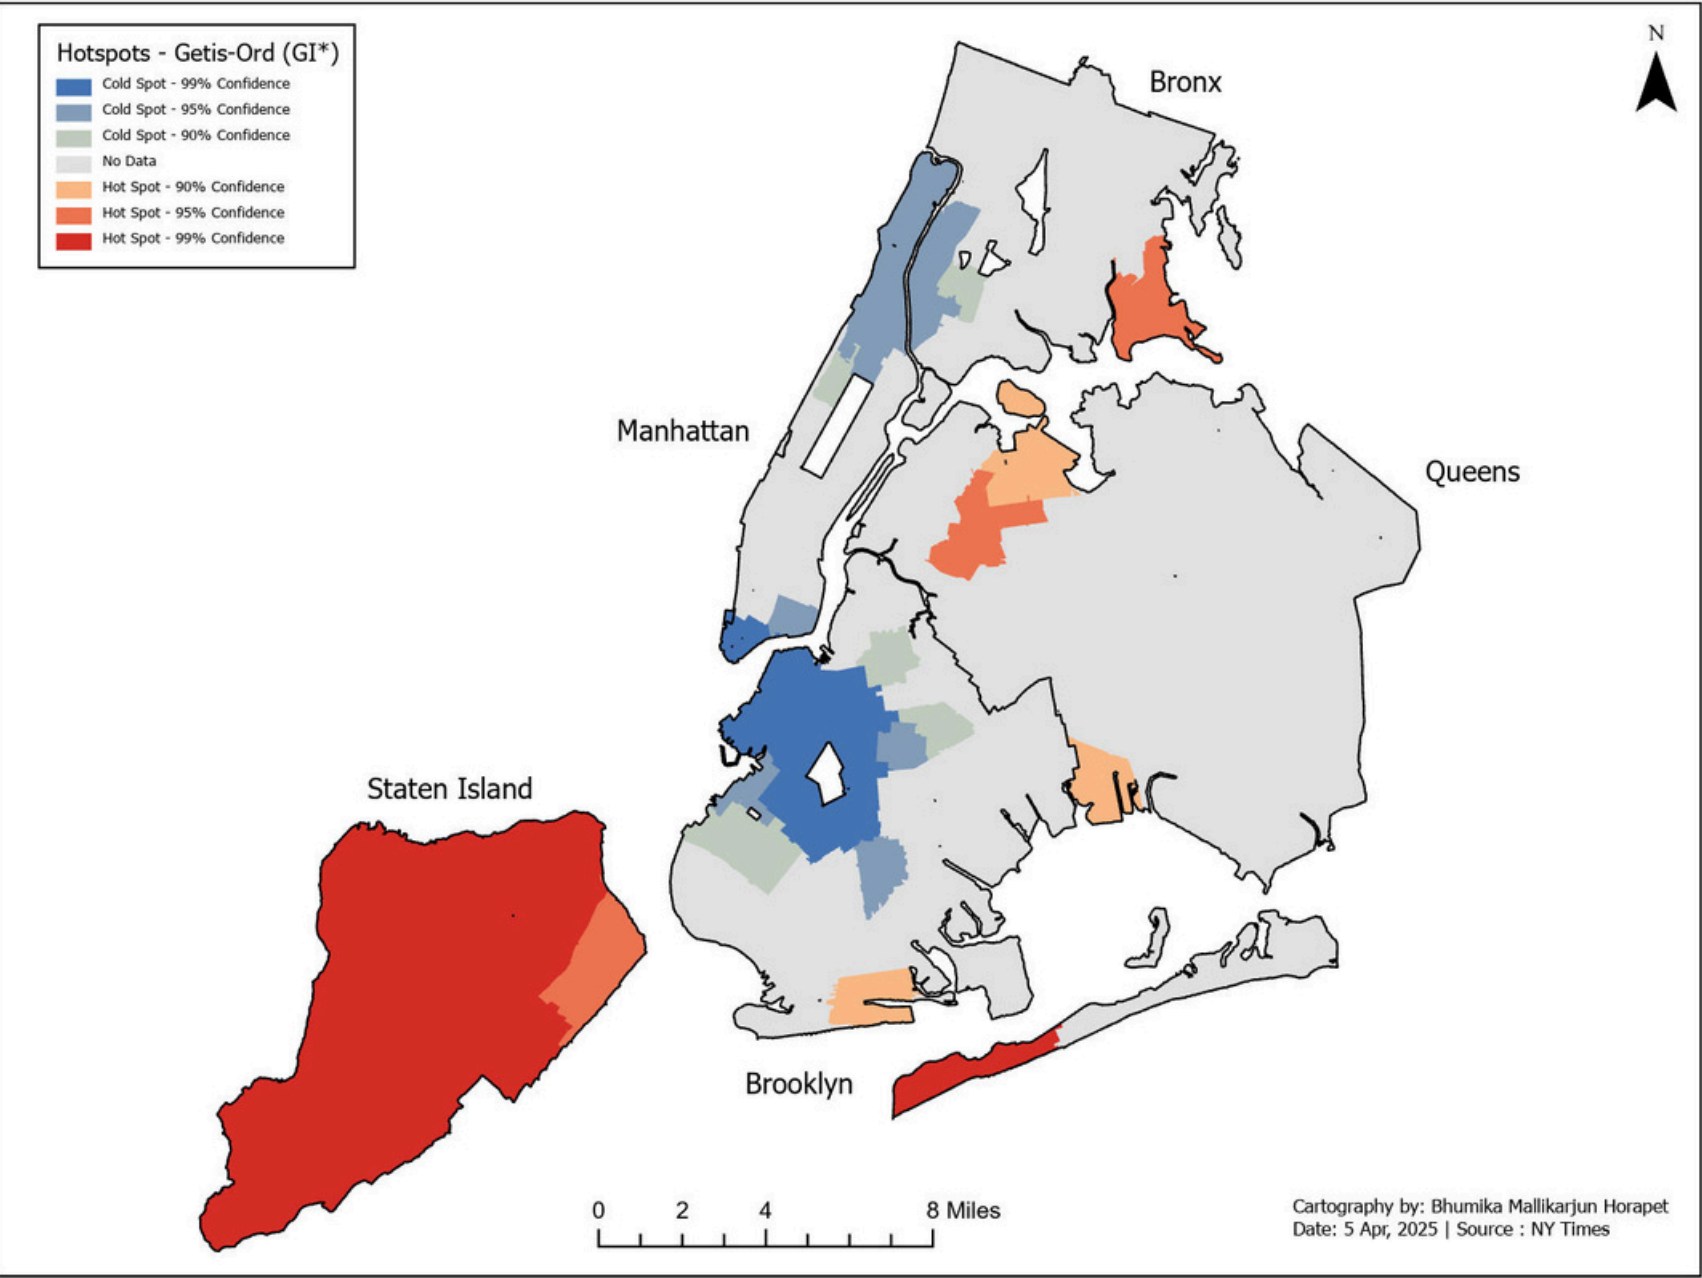 Hotspots - Getis-Ord (GI*)
Cold Spot - 99% Confidence
Cold Spot - 95% Confidence
Cold Spot - 90% Confidence
No Data
Hot Spot - 90% Confidence
Hot Spot - 95% Confidence
Hot Spot - 99% Confidence
N
Bronx
Manhattan
Queens
Staten Island
Brooklyn
0 2 4 8 Miles
Cartography by: Bhumika Mallikarjun Horapet
Date: 5 Apr, 2025 | Source : NY Times